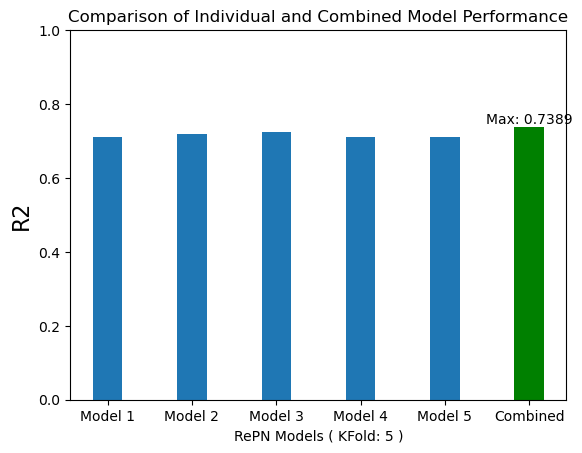 Comparison of Individual and Combined Model Performance
1.0
0.8
0.6
0.4
0.2
0.0
R2
Max: 0.7389
Model 1 Model 2 Model 3 Model 4 Model 5 Combined
RePN Models ( KFold: 5 )